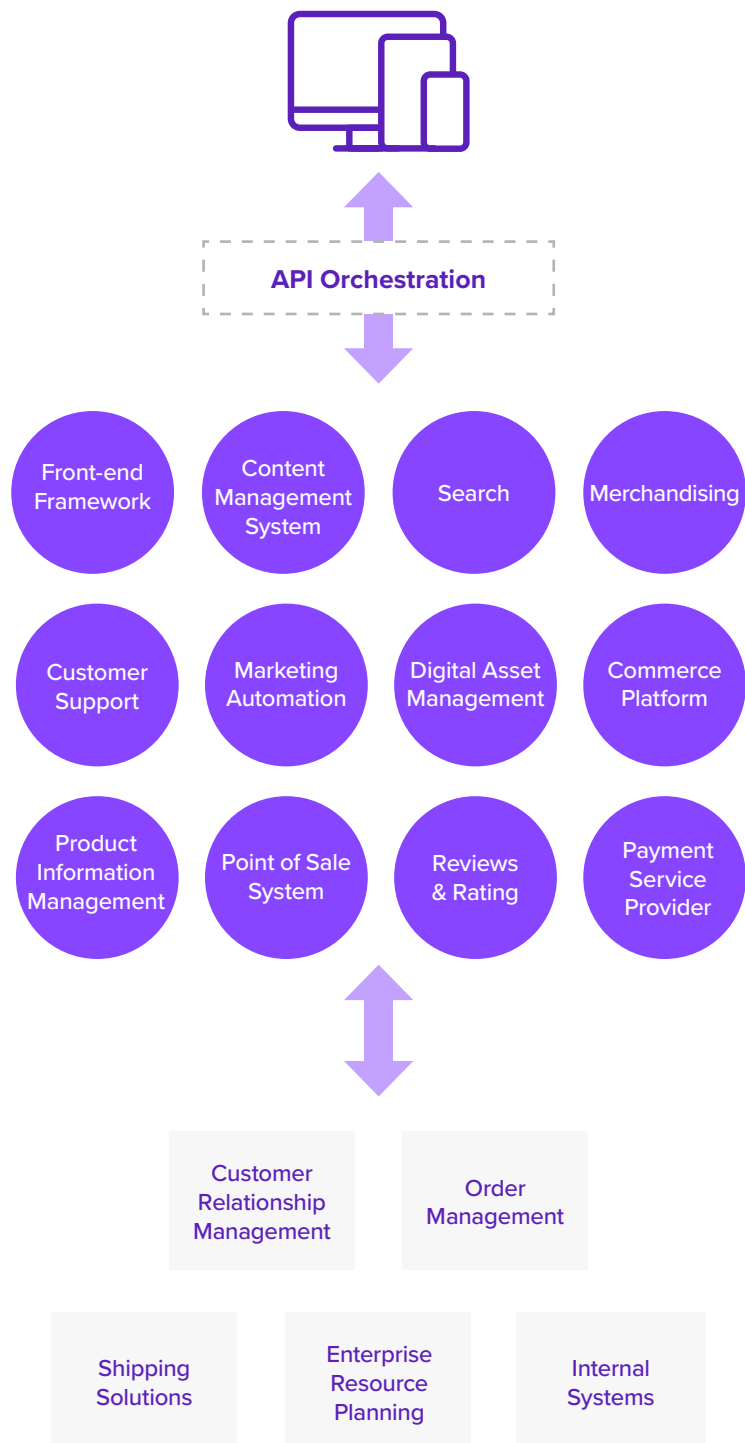 API Orchestration
Front-end
Framework
Content
Management
System
Search
Merchandising
Customer
Support
Marketing
Automation
Digital Asset
Management
Commerce
Platform
Product
Information
Management
Point of Sale
System
Reviews
& Rating
Payment
Service
Provider
Customer
Relationship
Management
Order
Management
Shipping
Solutions
Enterprise
Resource
Planning
Internal
Systems